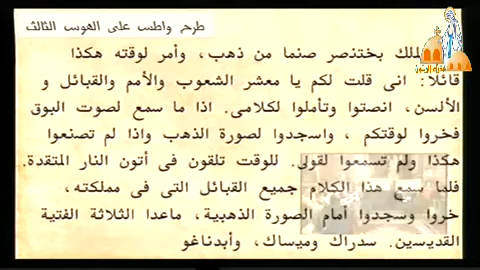 طرح واطس على الهوس الثالث
الملك بختنصر صنما من ذهب، وأمر لوقته هكذا
قائلا: انى قلت لكم يا معشر الشعوب والأمم والقبائل و
الألسن، انصتوا وتأملوا لكلامى. اذا ما سمع لصوت البوق
فخروا لوقتكم ، واسجدوا لصورة الذهب واذا لم تصنعوا
هكذا ولم تسمعوا لقولى. للوقت تلقون فى أتون النار المتقدة.
فلما سمع هذا الكلام جميع القبائل التى فى مملكته،
خروا وسجدوا أمام الصورة الذهبية، ماعدا الثلاثة الفتية
القديسين. سدراك وميساك، وأبدناغو